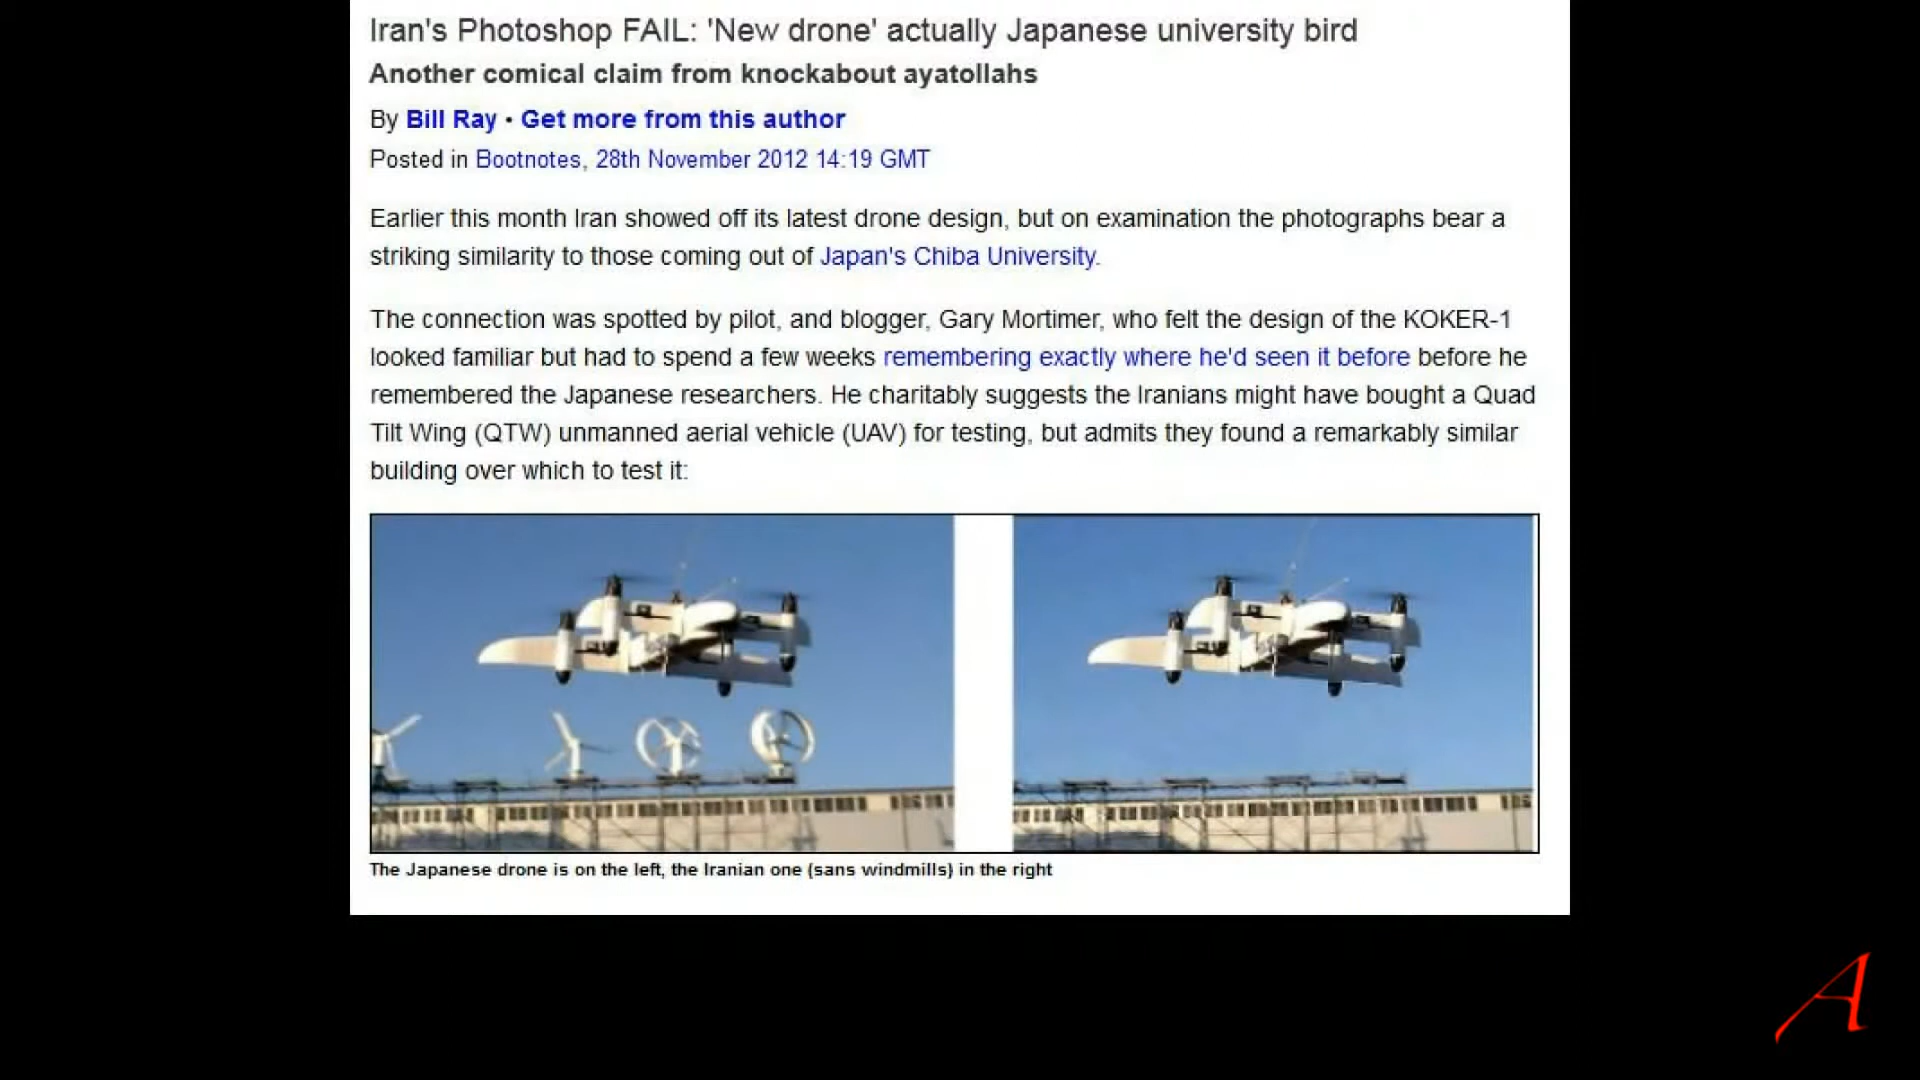 Iran's Photoshop FAIL: 'New drone' actually Japanese university bird
Another comical claim from knockabout ayatollahs
By Bill Ray • Get more from this author
Posted in Bootnotes, 28th November 2012 14:19 GMT
Earlier this month Iran showed off its latest drone design, but on examination the photographs bear a
striking similarity to those coming out of Japan's Chiba University.
The connection was spotted by pilot, and blogger, Gary Mortimer, who felt the design of the KOKER-1
looked familiar but had to spend a few weeks remembering exactly where he'd seen it before before he
remembered the Japanese researchers. He charitably suggests the Iranians might have bought a Quad
Tilt Wing (QTW) unmanned aerial vehicle (UAV) for testing, but admits they found a remarkably similar
building over which to test it:
The Japanese drone is on the left, the Iranian one (sans windmills) in the right
A